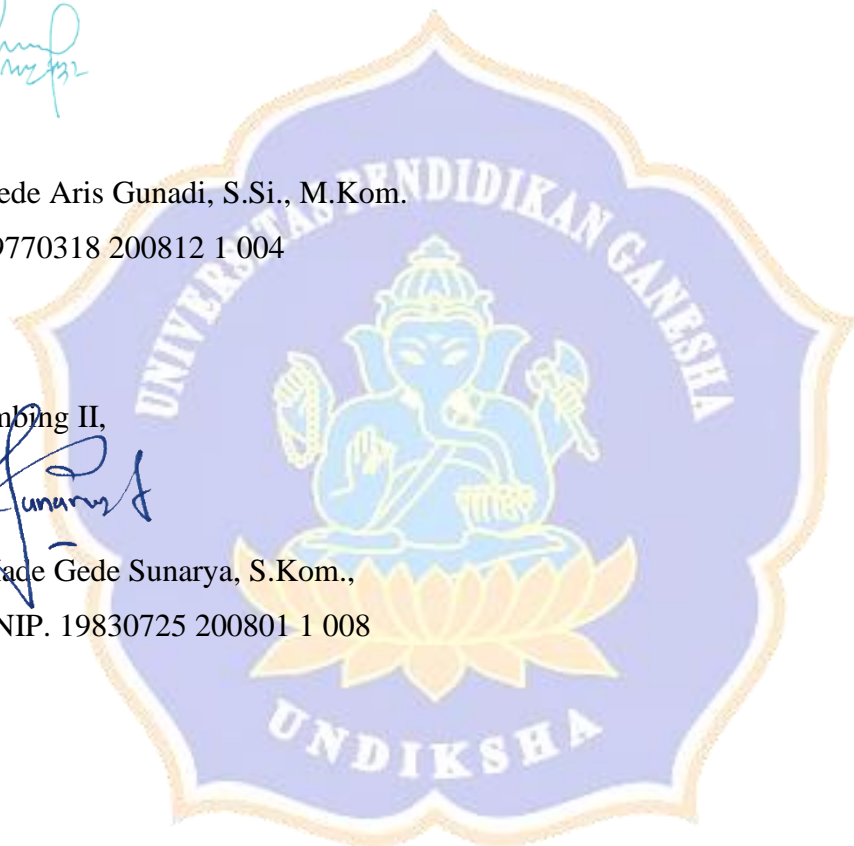 ede Aris Gunadi, S.Si., M.Kom.
9770318 200812 1 004
UNIVERSITAS PENDIDIKAN GANESHA
mbing II,
ade Gede Sunarya, S.Kom.,
NIP. 19830725 200801 1 008
UNDIKSHA